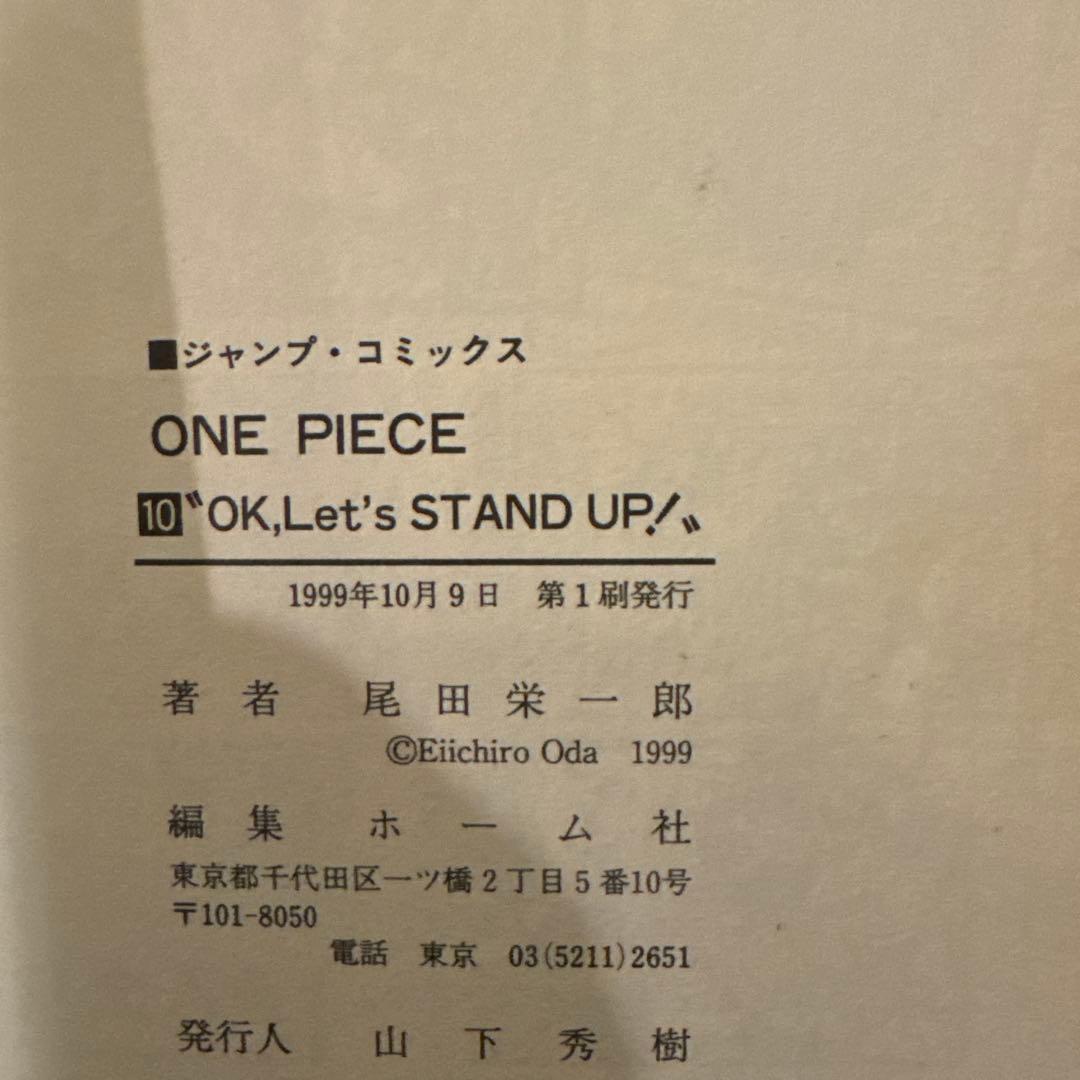 ■ジャンプ・コミックス
ONE PIECE
10〝OK,Let's STAND UP!〟
1999年10月9日 第1刷発行
著者 尾田栄一郎
©Eiichiro Oda 1999
編集 ホーム社
東京都千代田区一ツ橋2丁目5番10号
〒101-8050
電話 東京 03(5211)2651
発行人 山下秀樹